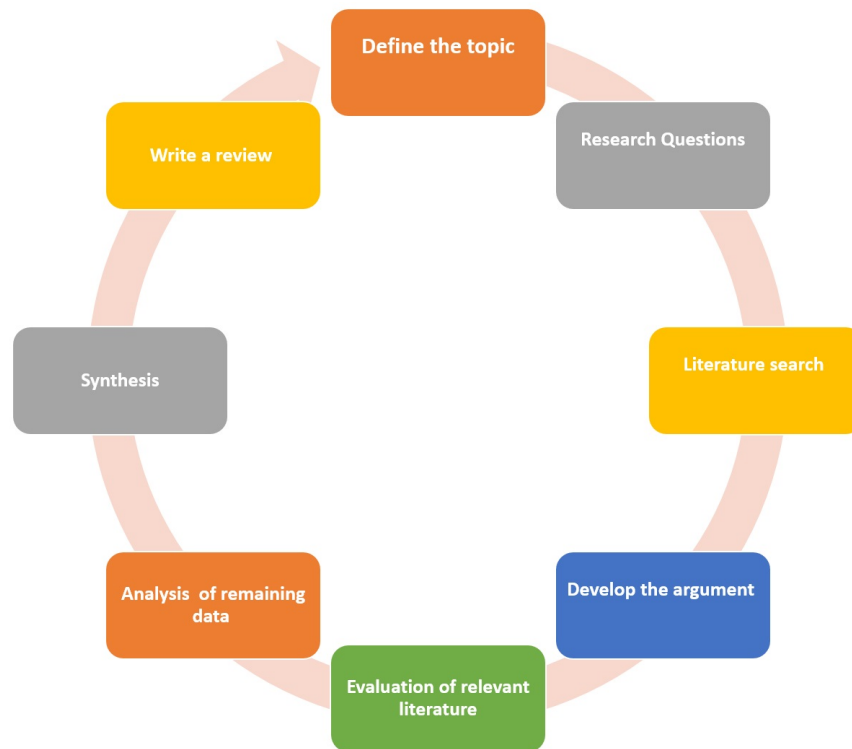 Define the topic
Research Questions
Literature search
Develop the argument
Evaluation of relevant
literature
Analysis of remaining
data
Synthesis
Write a review